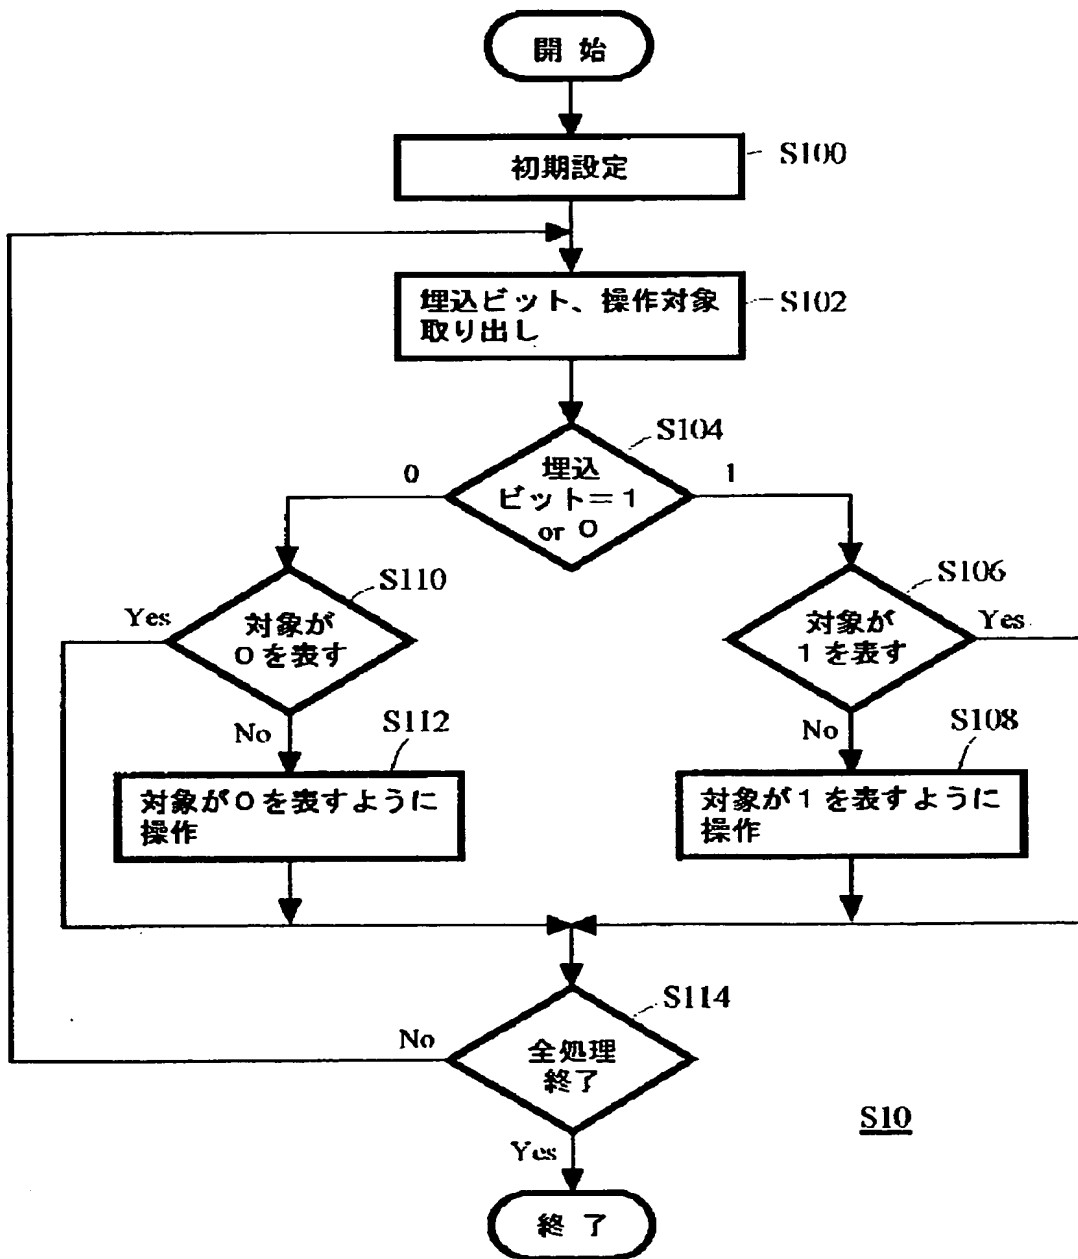 開始
初期設定
S100
埋込ビット、操作対象
取り出し
S102
S104
埋込
ビット=1
or 0
0
1
S110
対象が
0を表す
Yes
No
S106
対象が
1を表す
Yes
No
S112
対象が0を表すように
操作
S108
対象が1を表すように
操作
S114
全処理
終了
No
Yes
S10
終了